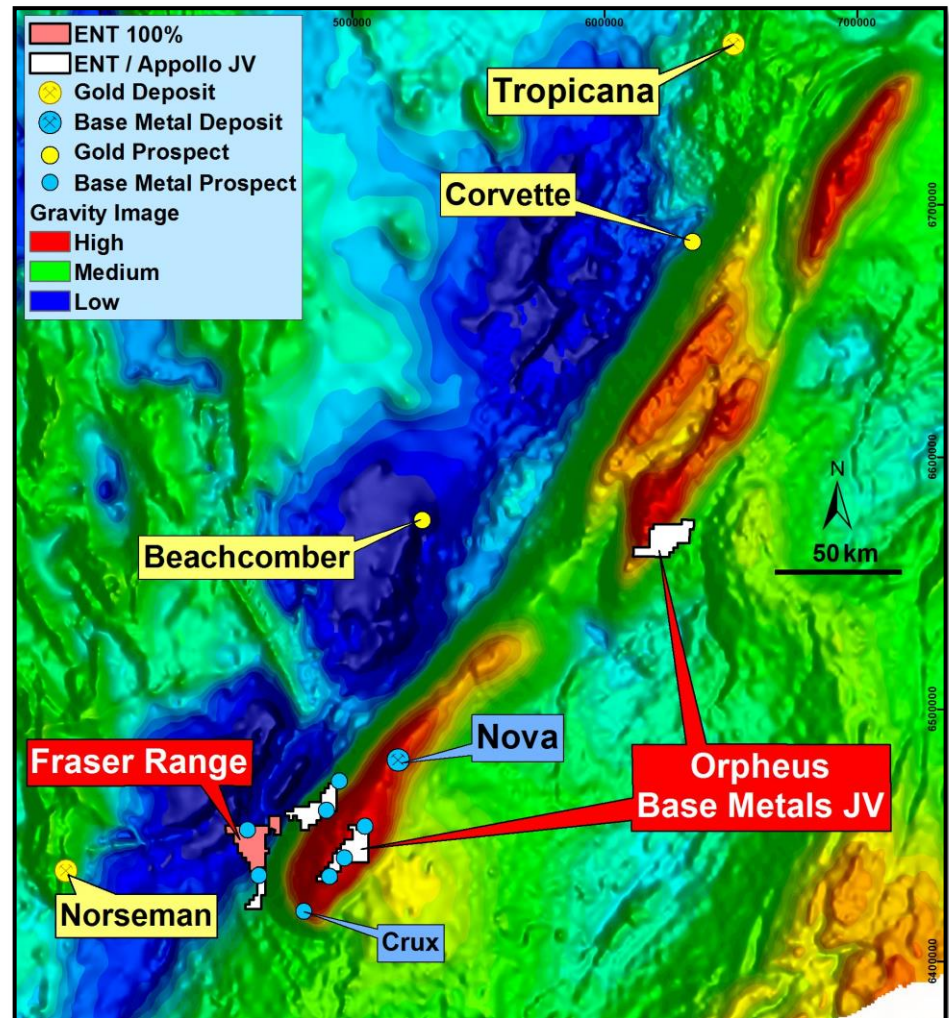 ENT 100%
ENT / Appollo JV
Gold Deposit
Base Metal Deposit
Gold Prospect
Base Metal Prospect
Gravity Image
High
Medium
Low
500000
600000
700000
Tropicana
Corvette
6700000
6600000
N
50 km
Beachcomber
6500000
Nova
Fraser Range
Orpheus
Base Metals JV
Norseman
Crux
6400000